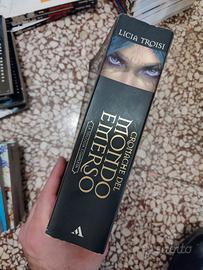 LICIA TROISI
CRONACHE DEL
MONDO
EMERSO